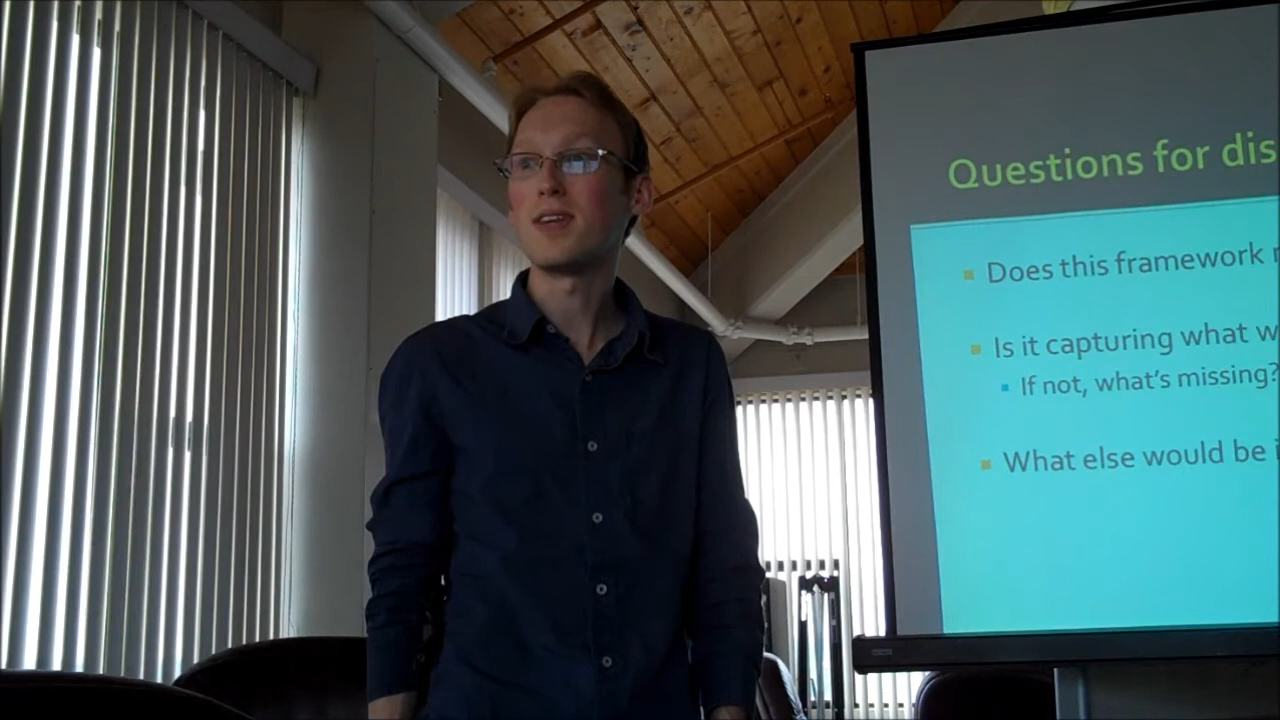 Questions for dis
Does this framework
Is it capturing what w
If not, what's missing?
What else would be i